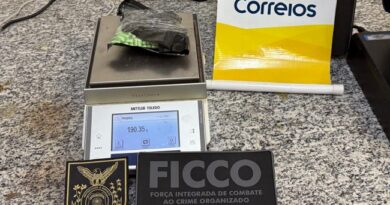 Correios
METTLER TOLEDO
190.35
FICCO
FORÇA INTEGRADA DE COMBATE
AO CRIME ORGANIZADO